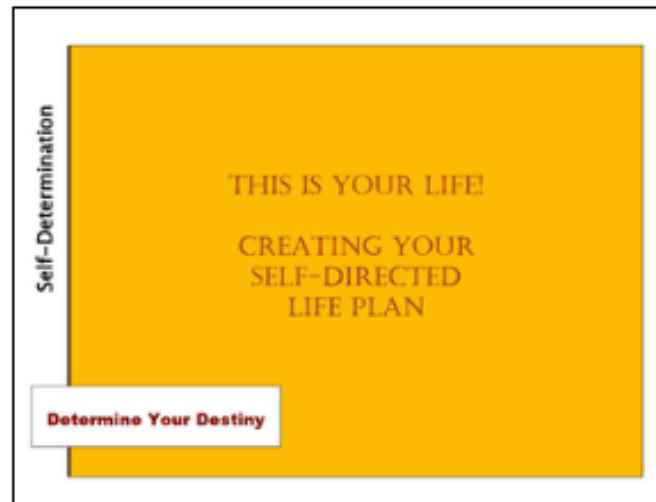 Self-Determination
THIS IS YOUR LIFE!
CREATING YOUR
SELF-DIRECTED
LIFE PLAN
Determine Your Destiny